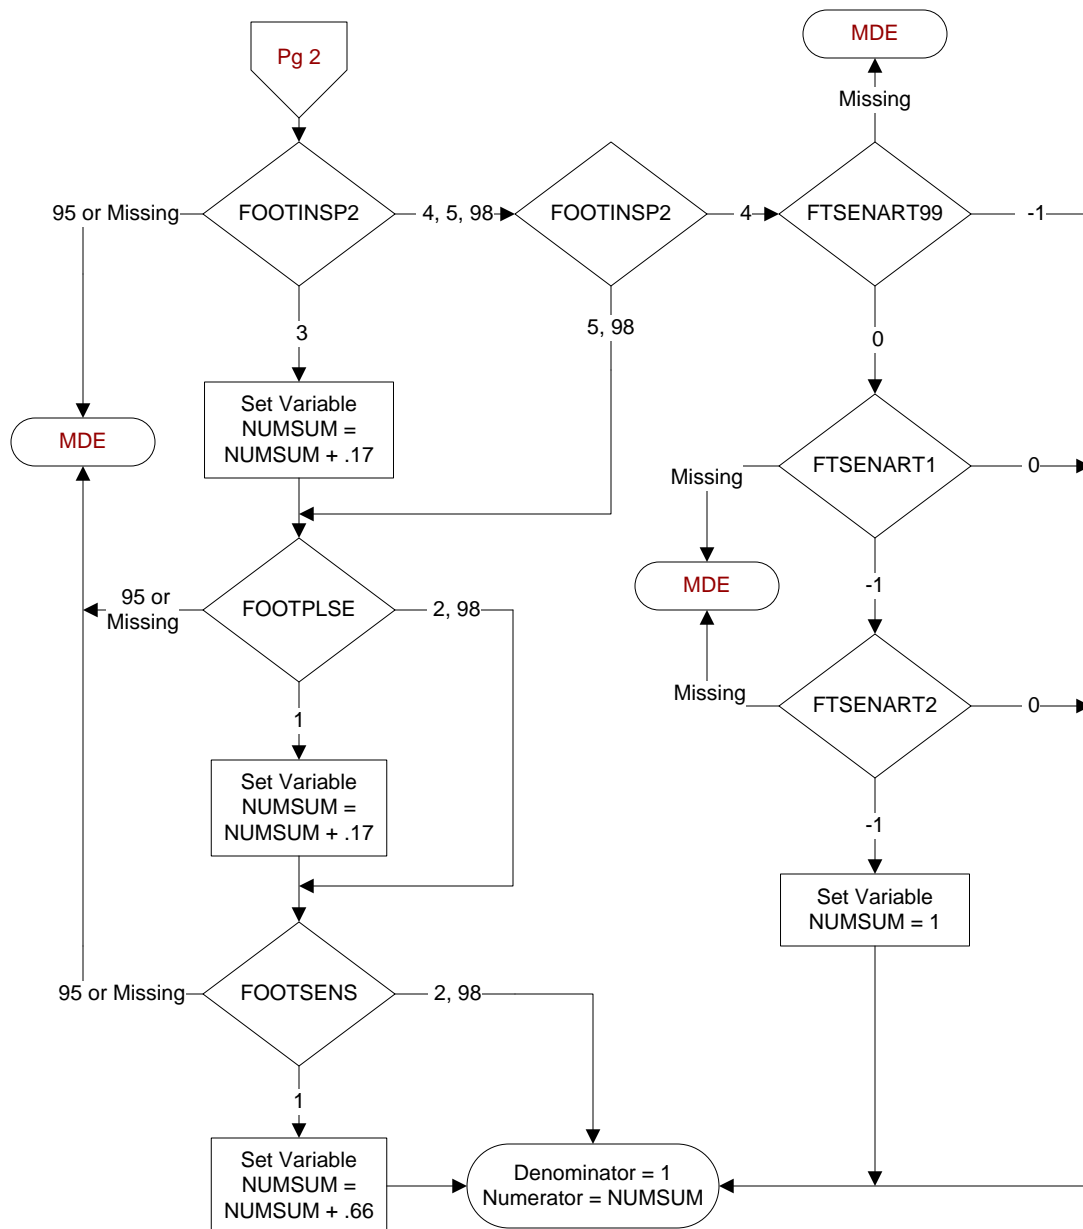 Pg 2
MDE
Missing
FOOTINSP2
95 or Missing
4, 5, 98
FOOTINSP2
4
FTSENART99
-1
3
5, 98
0
Set Variable
NUMSUM =
NUMSUM + .17
MDE
FTSENART1
Missing
0
MDE
-1
FOOTPLSE
95 or
Missing
2, 98
FTSENART2
Missing
0
1
Set Variable
NUMSUM =
NUMSUM + .17
-1
Set Variable
NUMSUM = 1
FOOTSENS
95 or Missing
2, 98
1
Set Variable
NUMSUM =
NUMSUM + .66
Denominator = 1
Numerator = NUMSUM